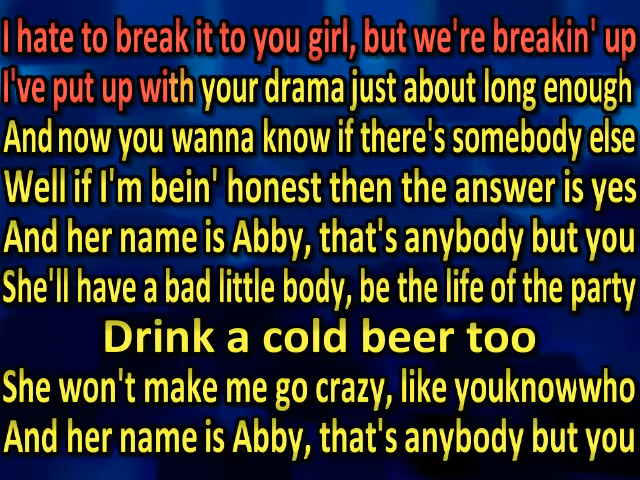 I hate to break it to you girl, but we're breakin' up
I've put up with your drama just about long enough
And now you wanna know if there's somebody else
Well if I'm bein' honest then the answer is yes
And her name is Abby, that's anybody but you
She'll have a bad little body, be the life of the party
Drink a cold beer too
She won't make me go crazy, like youknowwho
And her name is Abby, that's anybody but you